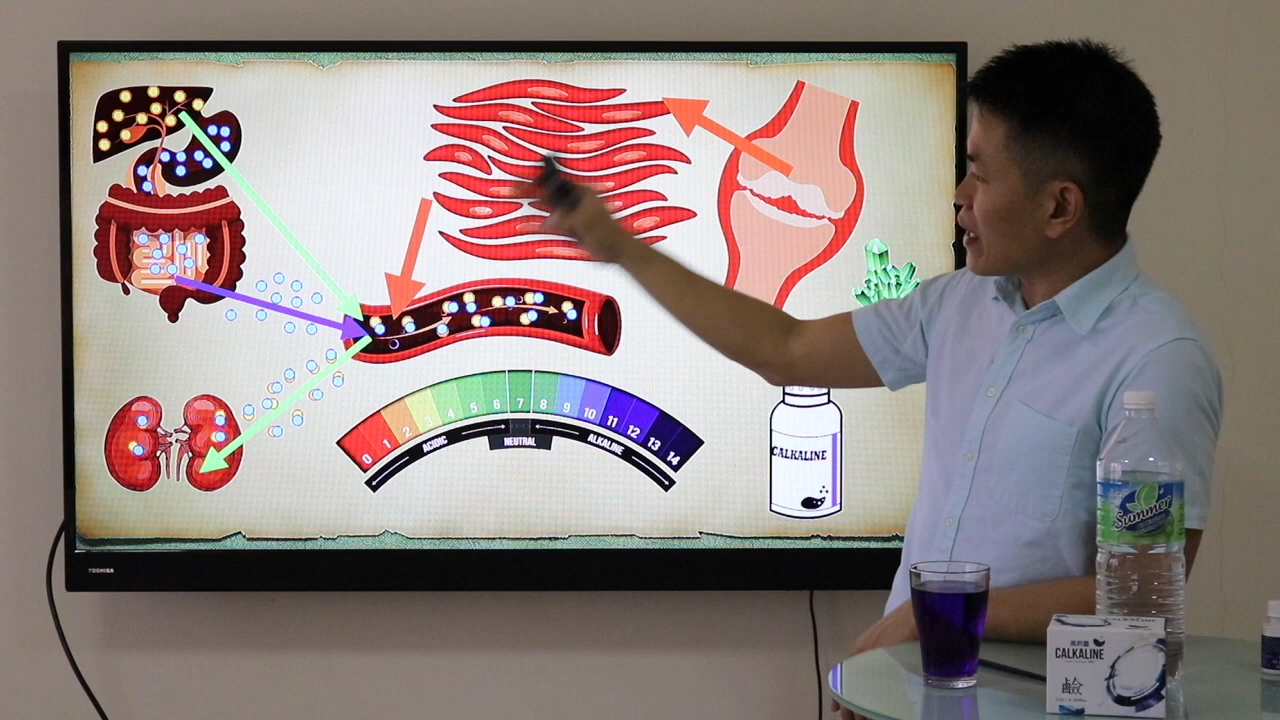 0 1 2 3 4 5 6 7 8 9 10 11 12 13 14
ACIDIC NEUTRAL ALKALINE
CALKALINE
TOSHIBA
Summer
CALKALINE
鹼